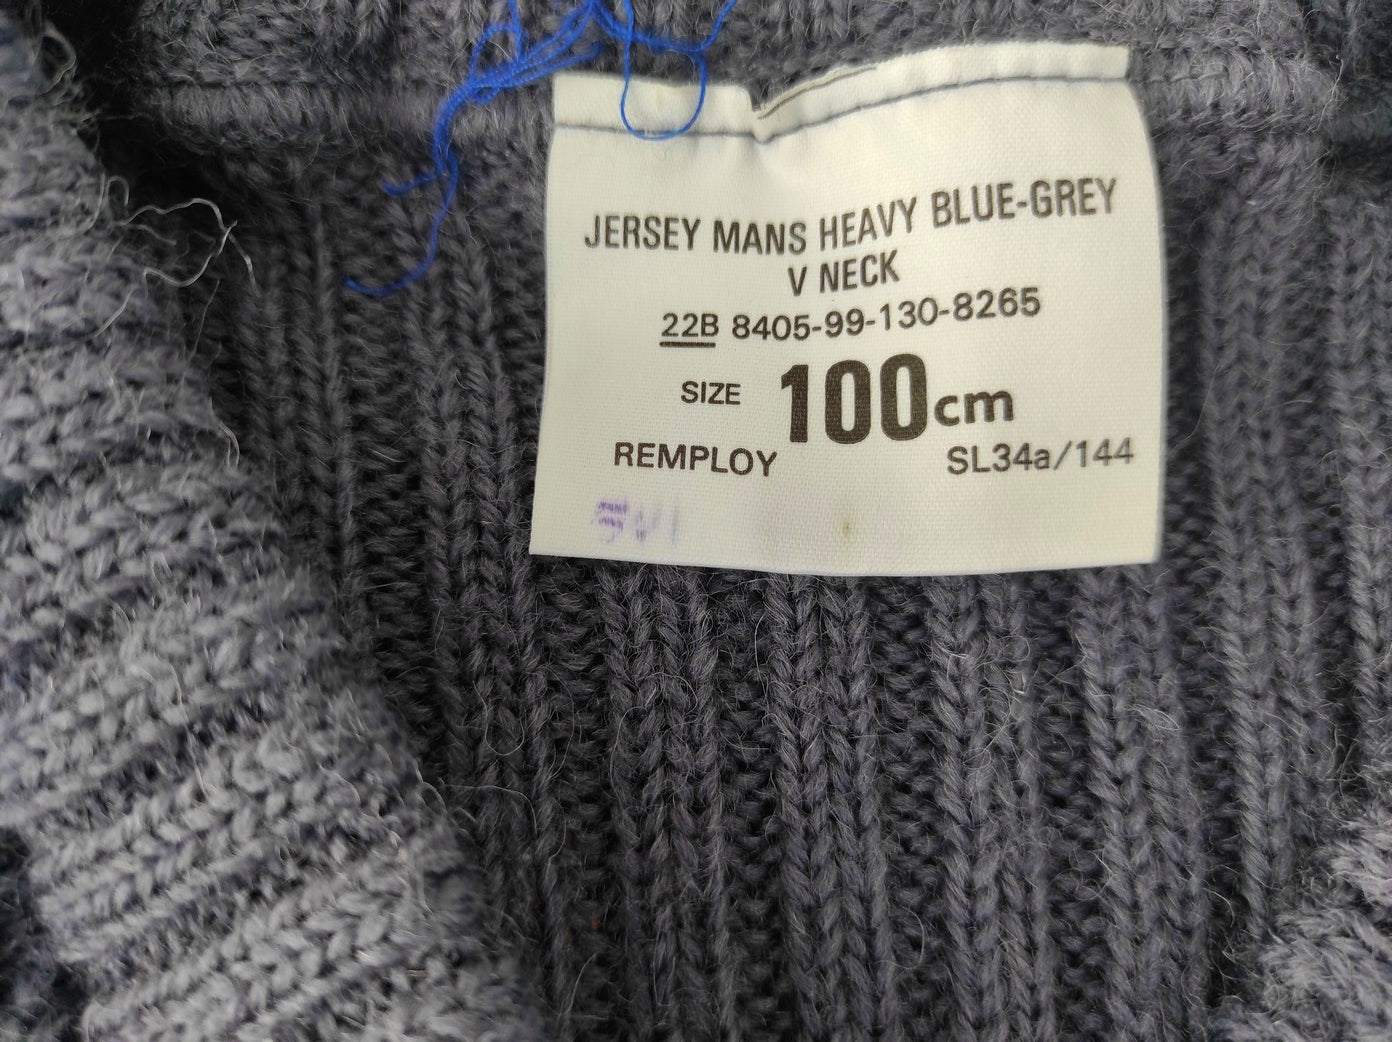 JERSEY MANS HEAVY BLUE-GREY
V NECK
22B 8405-99-130-8265
SIZE 100cm
REMPLOY SL34a/144